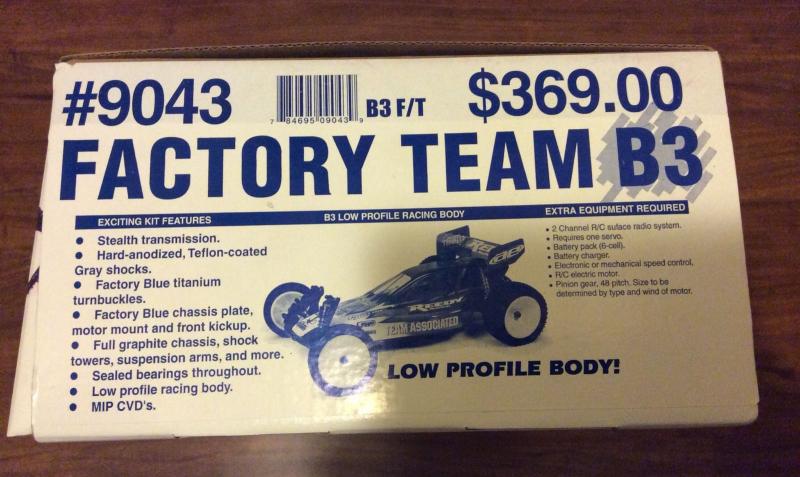 #9043
7 84695 09043 9
B3 F/T
$369.00
FACTORY TEAM B3
EXCITING KIT FEATURES
B3 LOW PROFILE RACING BODY
EXTRA EQUIPMENT REQUIRED
● Stealth transmission.
● Hard-anodized, Teflon-coated
Gray shocks.
● Factory Blue titanium
turnbuckles.
● Factory Blue chassis plate,
motor mount and front kickup.
● Full graphite chassis, shock
towers, suspension arms, and more.
● Sealed bearings throughout.
● Low profile racing body.
● MIP CVD's.
• 2 Channel R/C suface radio system.
• Requires one servo.
• Battery pack (6-cell).
• Battery charger.
• Electronic or mechanical speed control,
• R/C electric motor.
• Pinion gear, 48 pitch. Size to be
determined by type and wind of motor.
REEDY
TEAM ASSOCIATED
LOW PROFILE BODY!